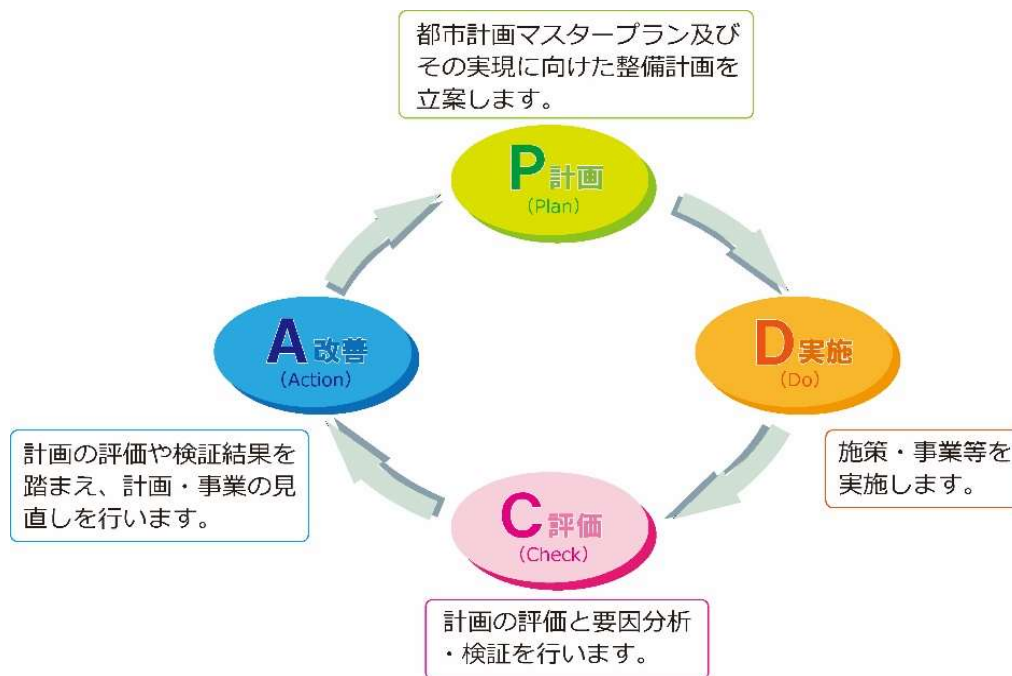 都市計画マスタープラン及び
その実現に向けた整備計画を
立案します。
P計画
(Plan)
A改善
(Action)
D実施
(Do)
計画の評価や検証結果を
踏まえ、計画・事業の見
直しを行います。
施策・事業等を
実施します。
C評価
(Check)
計画の評価と要因分析
・検証を行います。